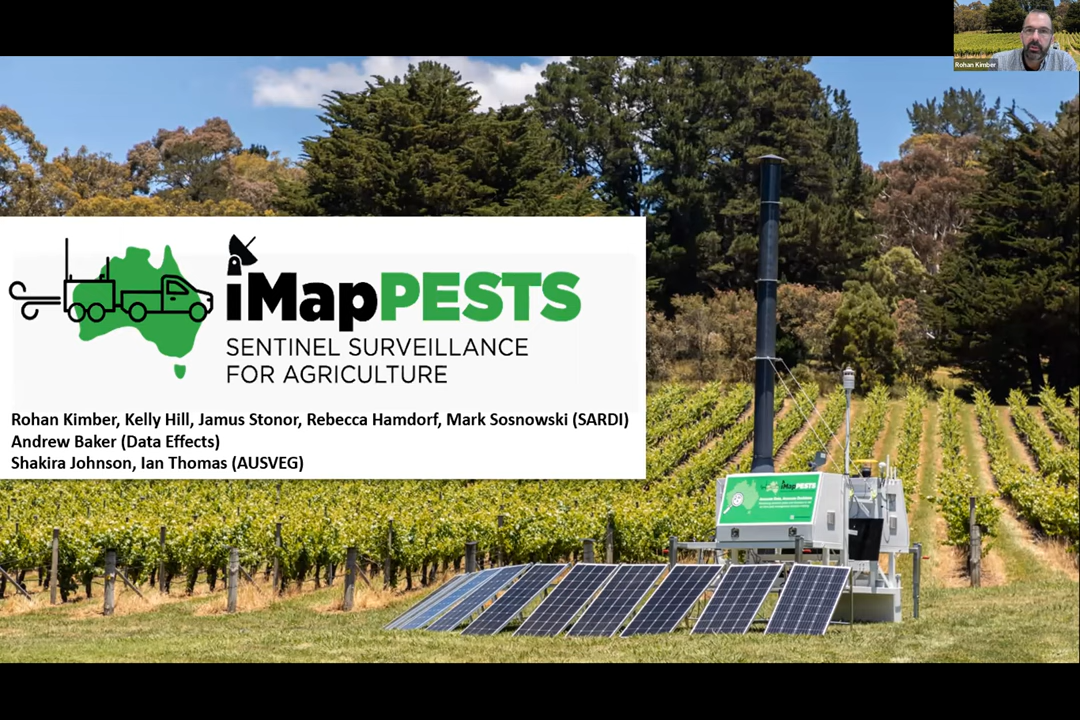 Rohan Kimber
iMapPESTS
SENTINEL SURVEILLANCE
FOR AGRICULTURE
Rohan Kimber, Kelly Hill, Jamus Stonor, Rebecca Hamdorf, Mark Sosnowski (SARDI)
Andrew Baker (Data Effects)
Shakira Johnson, Ian Thomas (AUSVEG)
iMapPESTS